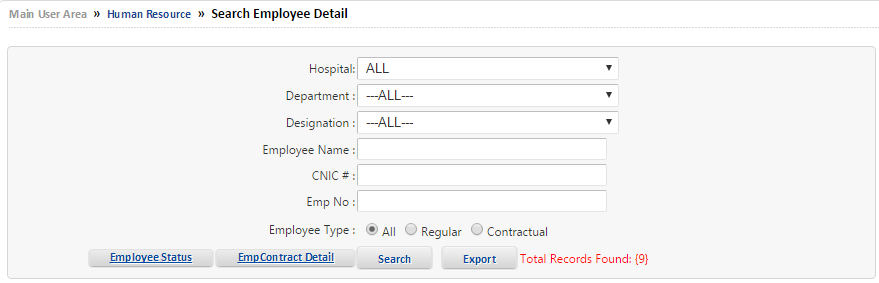 Main User Area » Human Resource » Search Employee Detail
Hospital: ALL
Department : ---ALL---
Designation : ---ALL---
Employee Name :
CNIC # :
Emp No :
Employee Type : All Regular Contractual
Employee Status EmpContract Detail Search Export Total Records Found: {9}